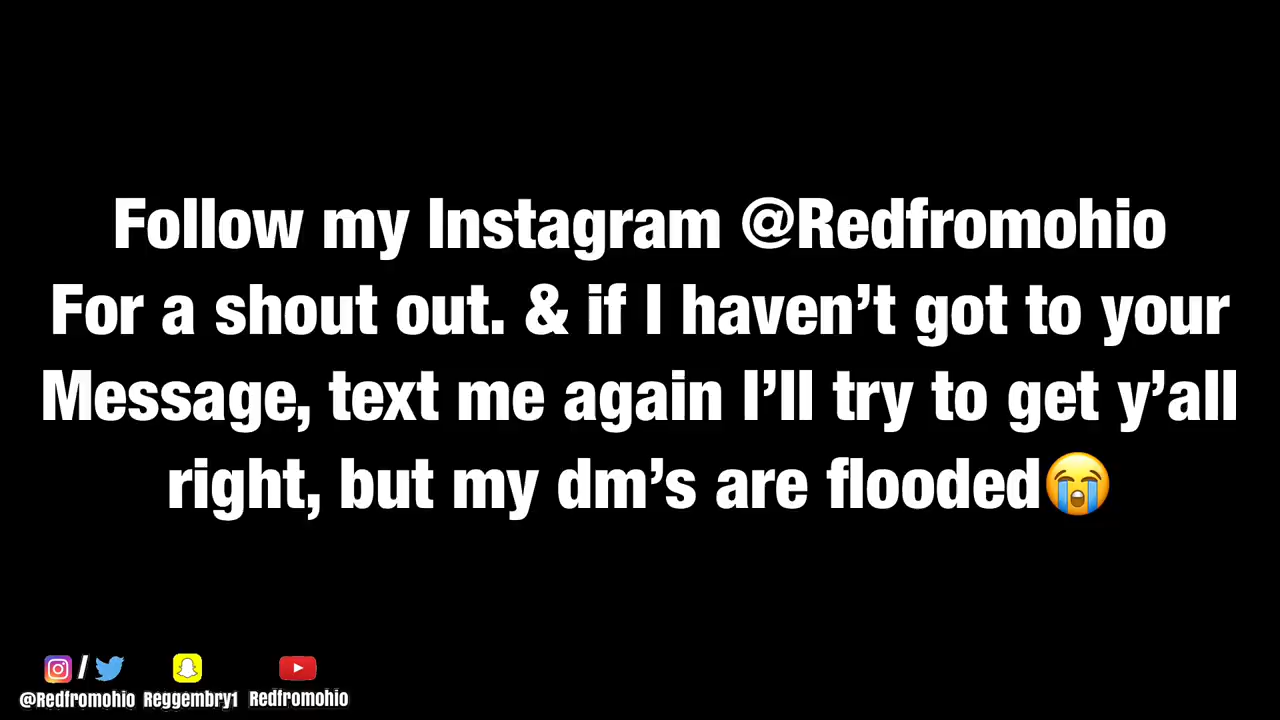 Follow my Instagram @Redfromohio
For a shout out. & if I haven’t got to your
Message, text me again I’ll try to get y’all
right, but my dm’s are flooded😭
/
@Redfromohio Reggembry1 Redfromohio